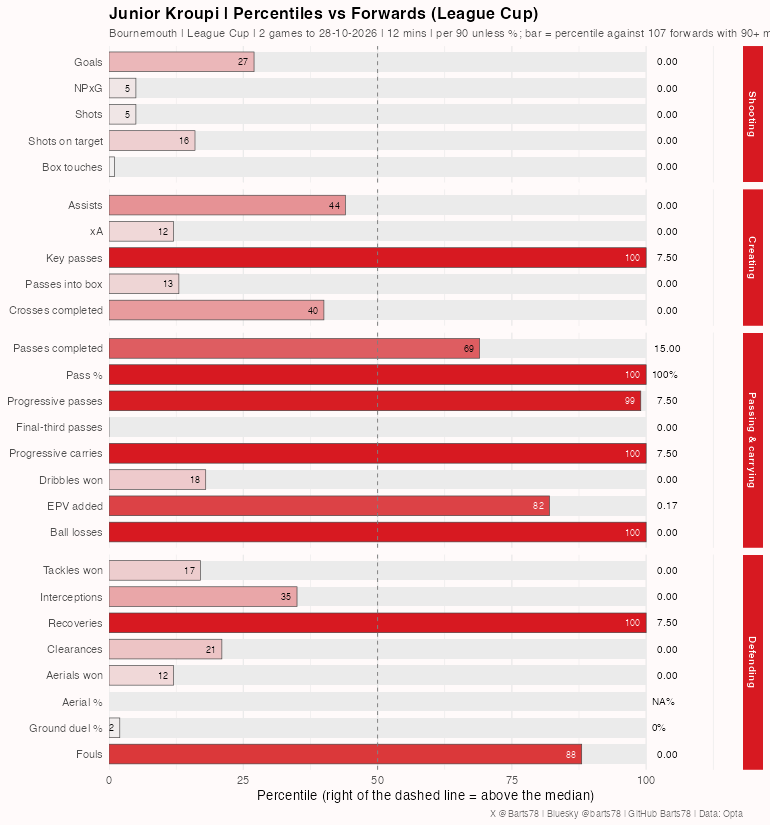 Junior Kroupi | Percentiles vs Forwards (League Cup)
Bournemouth | League Cup | 2 games to 28-10-2026 | 12 mins | per 90 unless %; bar = percentile against 107 forwards with 90+ m
Goals 27 0.00
NPxG 5 0.00
Shots 5 0.00
Shots on target 16 0.00
Box touches 0.00
Shooting
Assists 44 0.00
xA 12 0.00
Key passes 100 7.50
Passes into box 13 0.00
Crosses completed 40 0.00
Creating
Passes completed 69 15.00
Pass % 100 100%
Progressive passes 99 7.50
Final-third passes 0.00
Progressive carries 100 7.50
Dribbles won 18 0.00
EPV added 82 0.17
Ball losses 100 0.00
Passing & carrying
Tackles won 17 0.00
Interceptions 35 0.00
Recoveries 100 7.50
Clearances 21 0.00
Aerials won 12 0.00
Aerial % NA%
Ground duel % 2 0%
Fouls 88 0.00
Defending
0 25 50 75 100
Percentile (right of the dashed line = above the median)
X @Barts78 | Bluesky @barts78 | GitHub Barts78 | Data: Opta